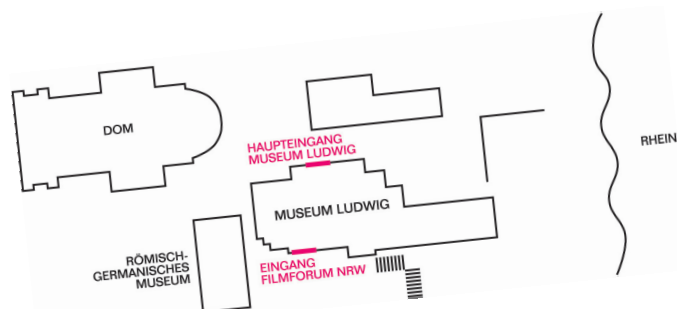 DOM
HAUPTEINGANG
MUSEUM LUDWIG
RHEIN
MUSEUM LUDWIG
RÖMISCH-
GERMANISCHES
MUSEUM
EINGANG
FILMFORUM NRW